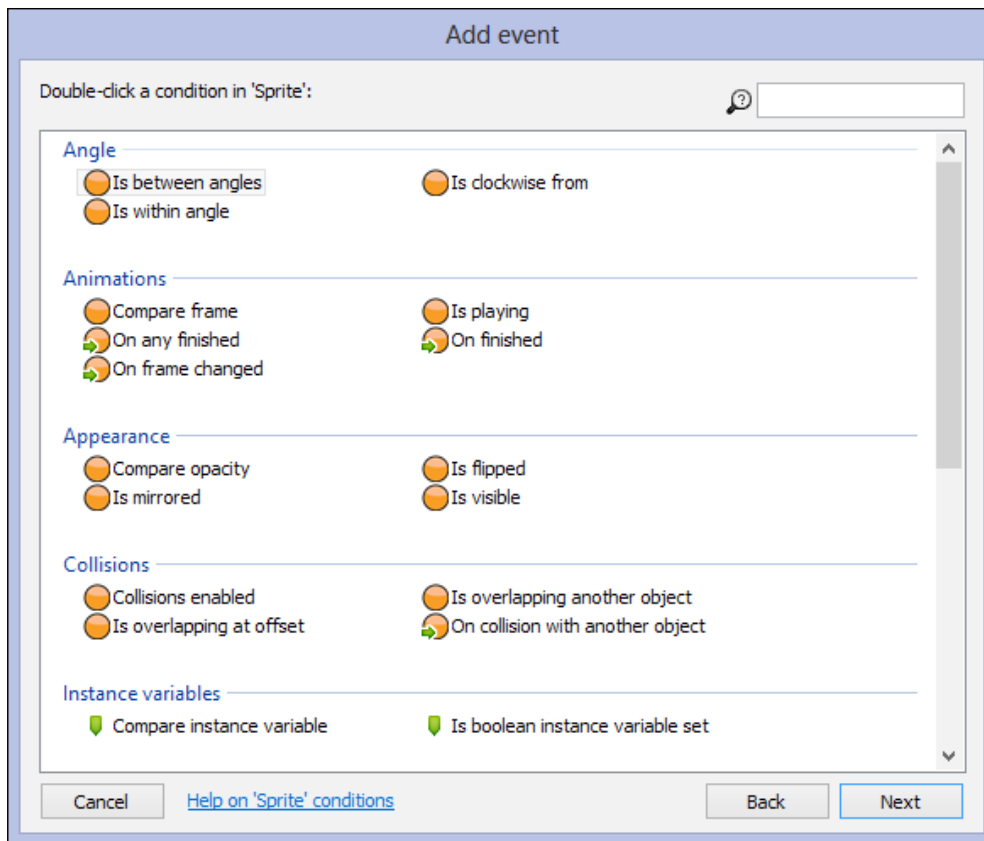 Add event
Double-click a condition in 'Sprite':
Angle
Is between angles Is clockwise from
Is within angle
Animations
Compare frame Is playing
On any finished On finished
On frame changed
Appearance
Compare opacity Is flipped
Is mirrored Is visible
Collisions
Collisions enabled Is overlapping another object
Is overlapping at offset On collision with another object
Instance variables
Compare instance variable Is boolean instance variable set
Cancel Help on 'Sprite' conditions Back Next